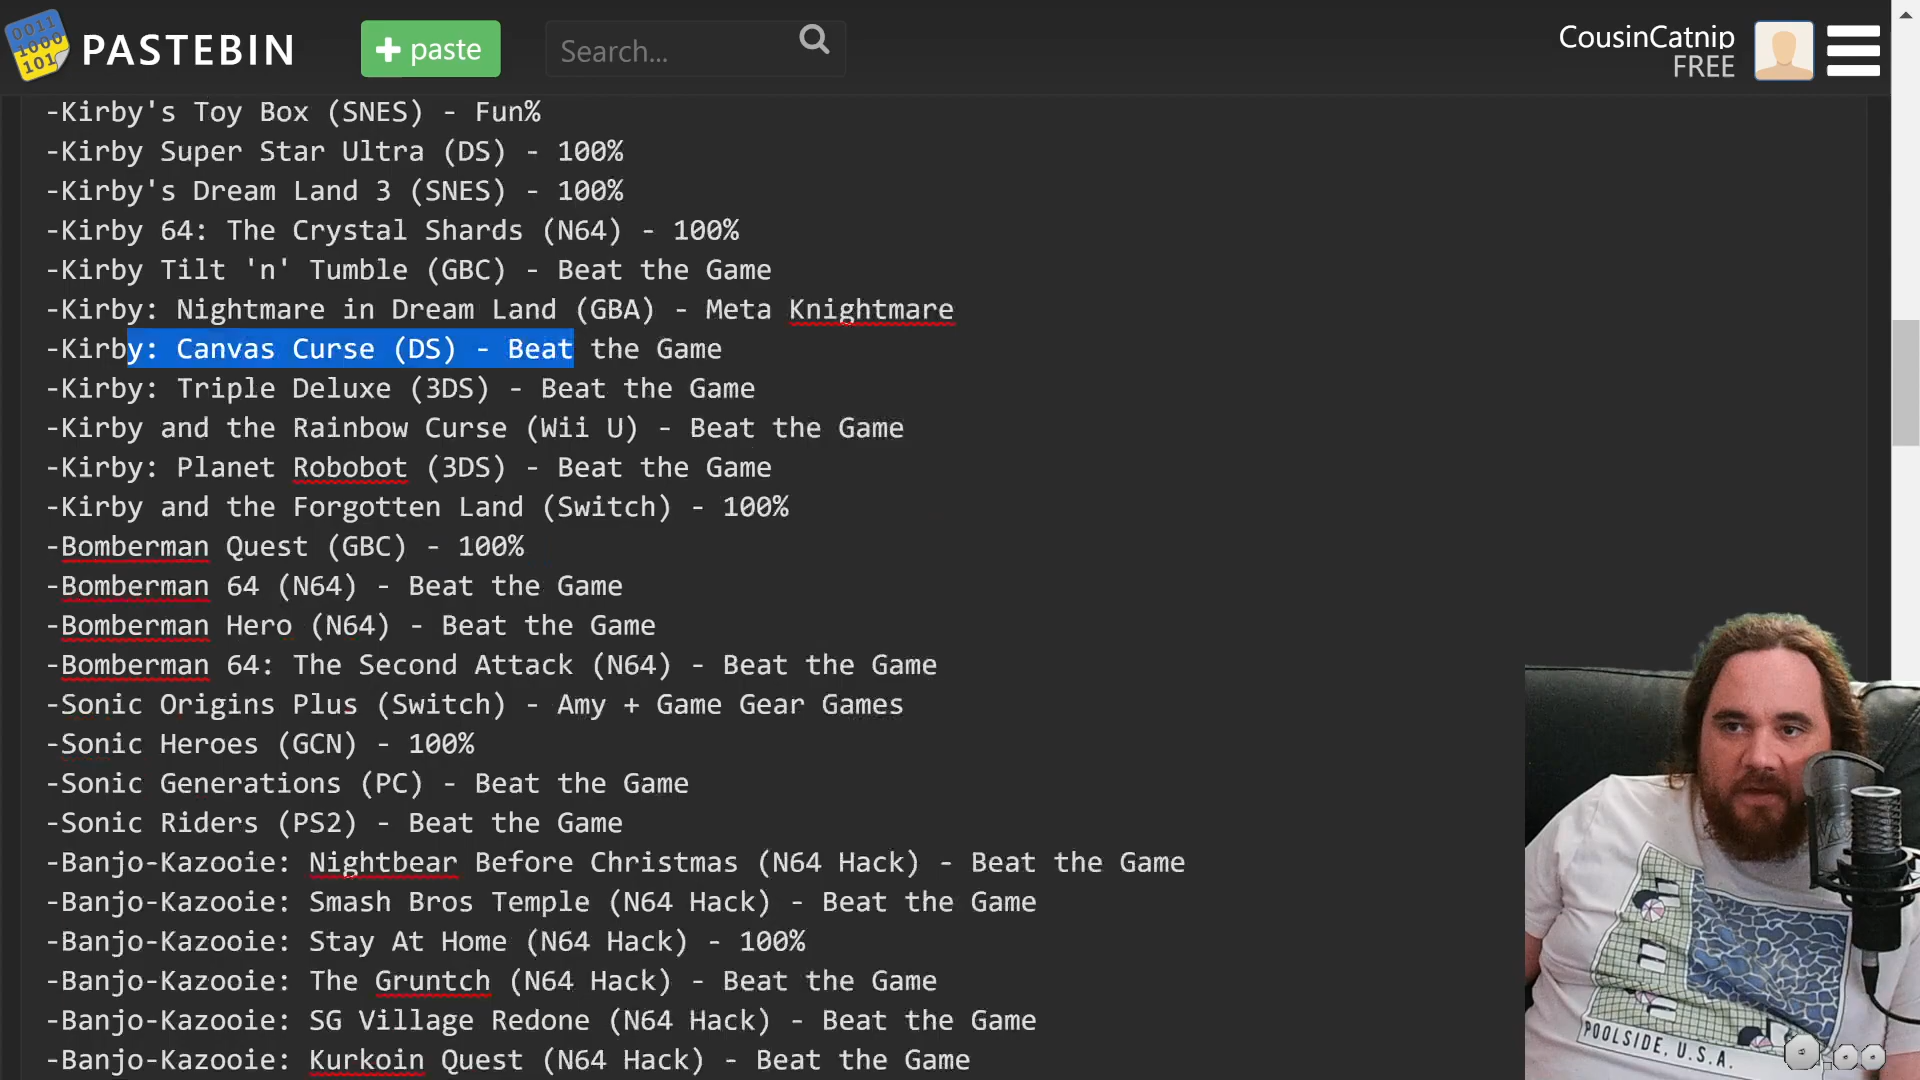 0011
1000
101
PASTEBIN
+ paste
Search...
CousinCatnip
FREE
-Kirby's Toy Box (SNES) - Fun%
-Kirby Super Star Ultra (DS) - 100%
-Kirby's Dream Land 3 (SNES) - 100%
-Kirby 64: The Crystal Shards (N64) - 100%
-Kirby Tilt 'n' Tumble (GBC) - Beat the Game
-Kirby: Nightmare in Dream Land (GBA) - Meta Knightmare
-Kirby: Canvas Curse (DS) - Beat the Game
-Kirby: Triple Deluxe (3DS) - Beat the Game
-Kirby and the Rainbow Curse (Wii U) - Beat the Game
-Kirby: Planet Robobot (3DS) - Beat the Game
-Kirby and the Forgotten Land (Switch) - 100%
-Bomberman Quest (GBC) - 100%
-Bomberman 64 (N64) - Beat the Game
-Bomberman Hero (N64) - Beat the Game
-Bomberman 64: The Second Attack (N64) - Beat the Game
-Sonic Origins Plus (Switch) - Amy + Game Gear Games
-Sonic Heroes (GCN) - 100%
-Sonic Generations (PC) - Beat the Game
-Sonic Riders (PS2) - Beat the Game
-Banjo-Kazooie: Nightbear Before Christmas (N64 Hack) - Beat the Game
-Banjo-Kazooie: Smash Bros Temple (N64 Hack) - Beat the Game
-Banjo-Kazooie: Stay At Home (N64 Hack) - 100%
-Banjo-Kazooie: The Gruntch (N64 Hack) - Beat the Game
-Banjo-Kazooie: SG Village Redone (N64 Hack) - Beat the Game
-Banjo-Kazooie: Kurkoin Quest (N64 Hack) - Beat the Game
POOLSIDE, U.S.A.
0.00